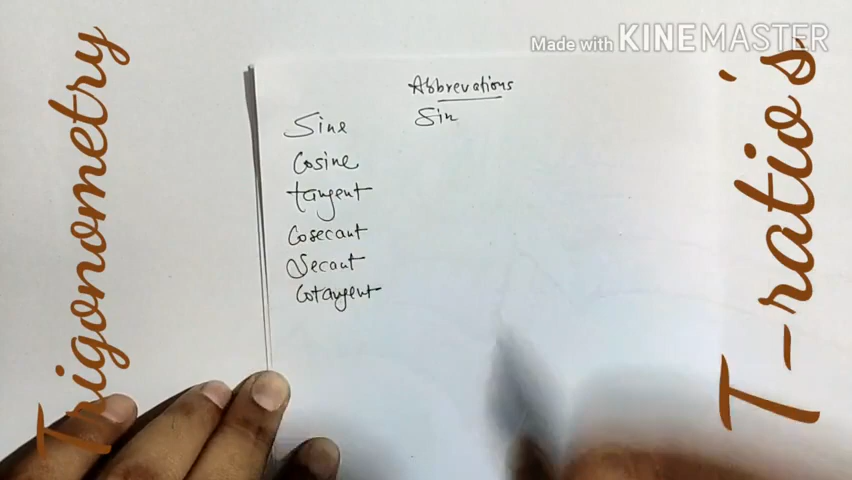 Made with KINEMASTER
Trigonometry
Abbrevations
Sine Sin
Cosine
tangent
Cosecant
Secant
Cotangent
T-ratio's